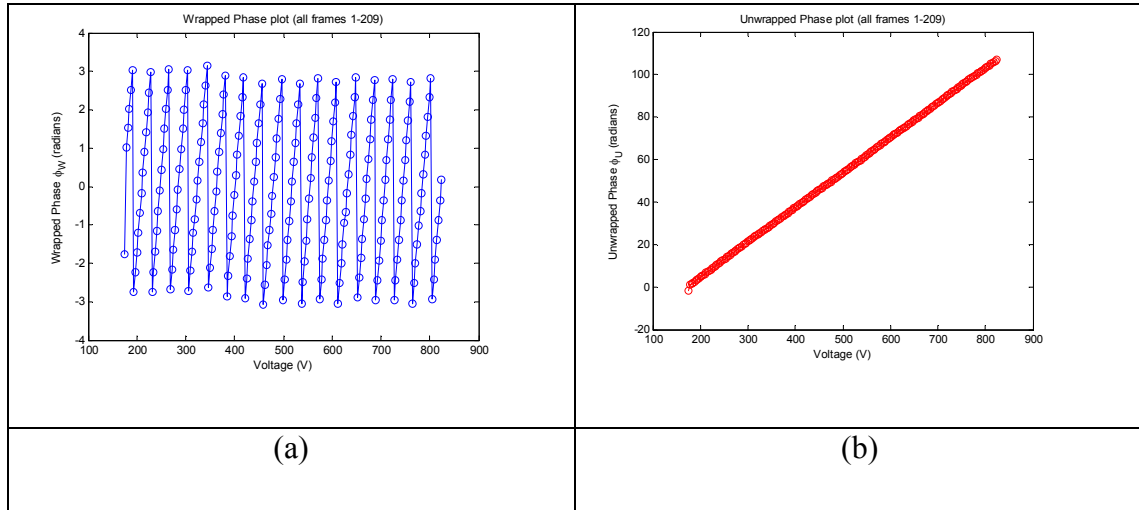 Wrapped Phase plot (all frames 1-209)
4
3
2
1
0
-1
-2
-3
-4
Wrapped Phase ϕW (radians)
100 200 300 400 500 600 700 800 900
Voltage (V)
Unwrapped Phase plot (all frames 1-209)
120
100
80
60
40
20
0
-20
Unwrapped Phase ϕU (radians)
100 200 300 400 500 600 700 800 900
Voltage (V)
(a) (b)